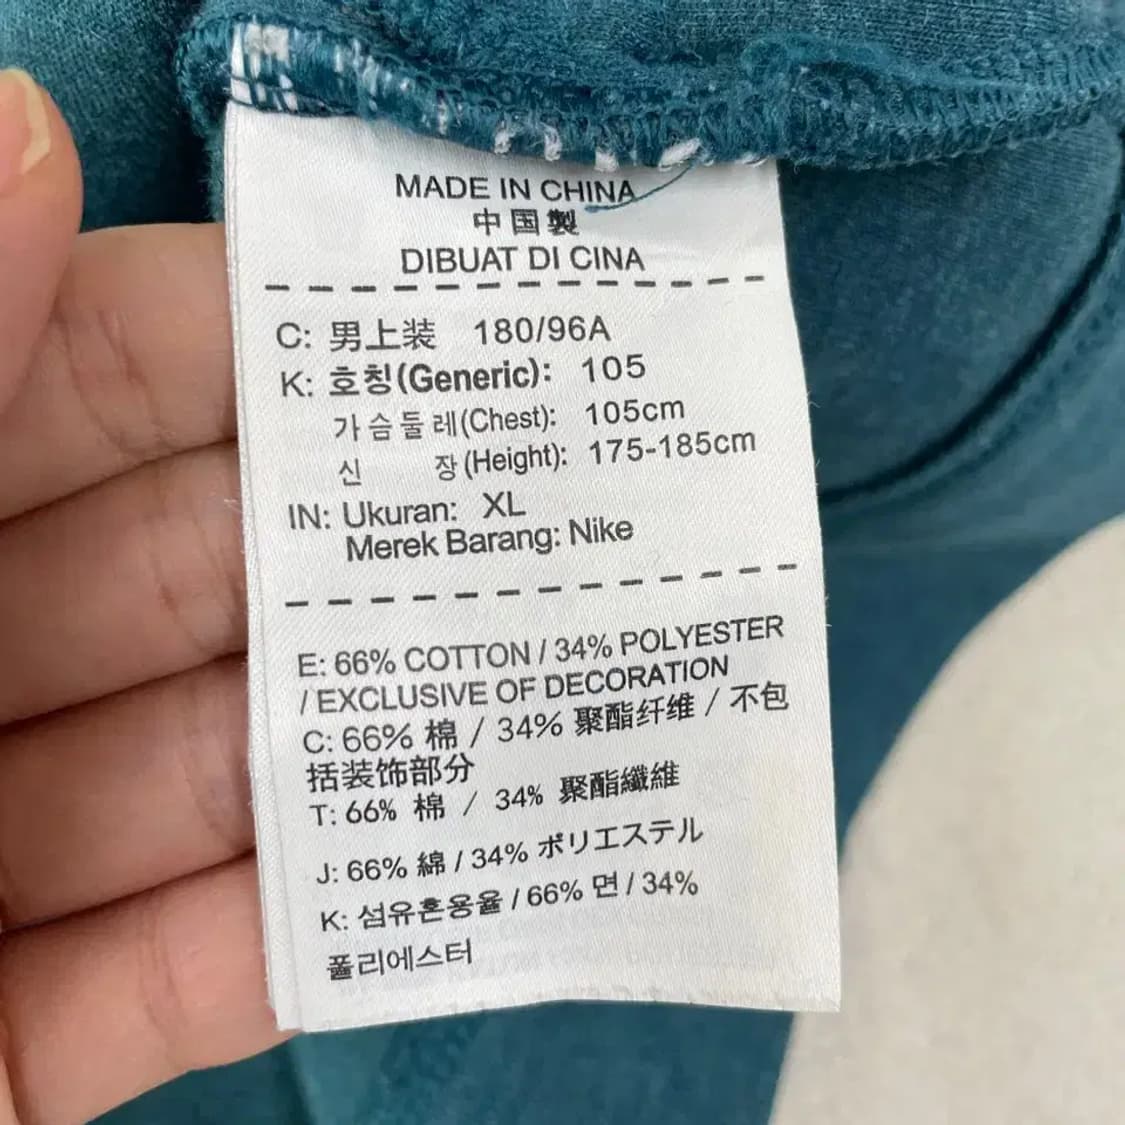 MADE IN CHINA
中国製
DIBUAT DI CINA
C: 男上装 180/96A
K: 호칭(Generic): 105
가슴둘레(Chest): 105cm
신 장(Height): 175-185cm
IN: Ukuran: XL
Merek Barang: Nike
E: 66% COTTON / 34% POLYESTER
/ EXCLUSIVE OF DECORATION
C: 66% 棉 / 34% 聚酯纤维 / 不包
括装饰部分
T: 66% 棉 / 34% 聚酯纖維
J: 66% 綿 / 34% ポリエステル
K: 섬유혼용율 / 66% 면 / 34%
폴리에스터